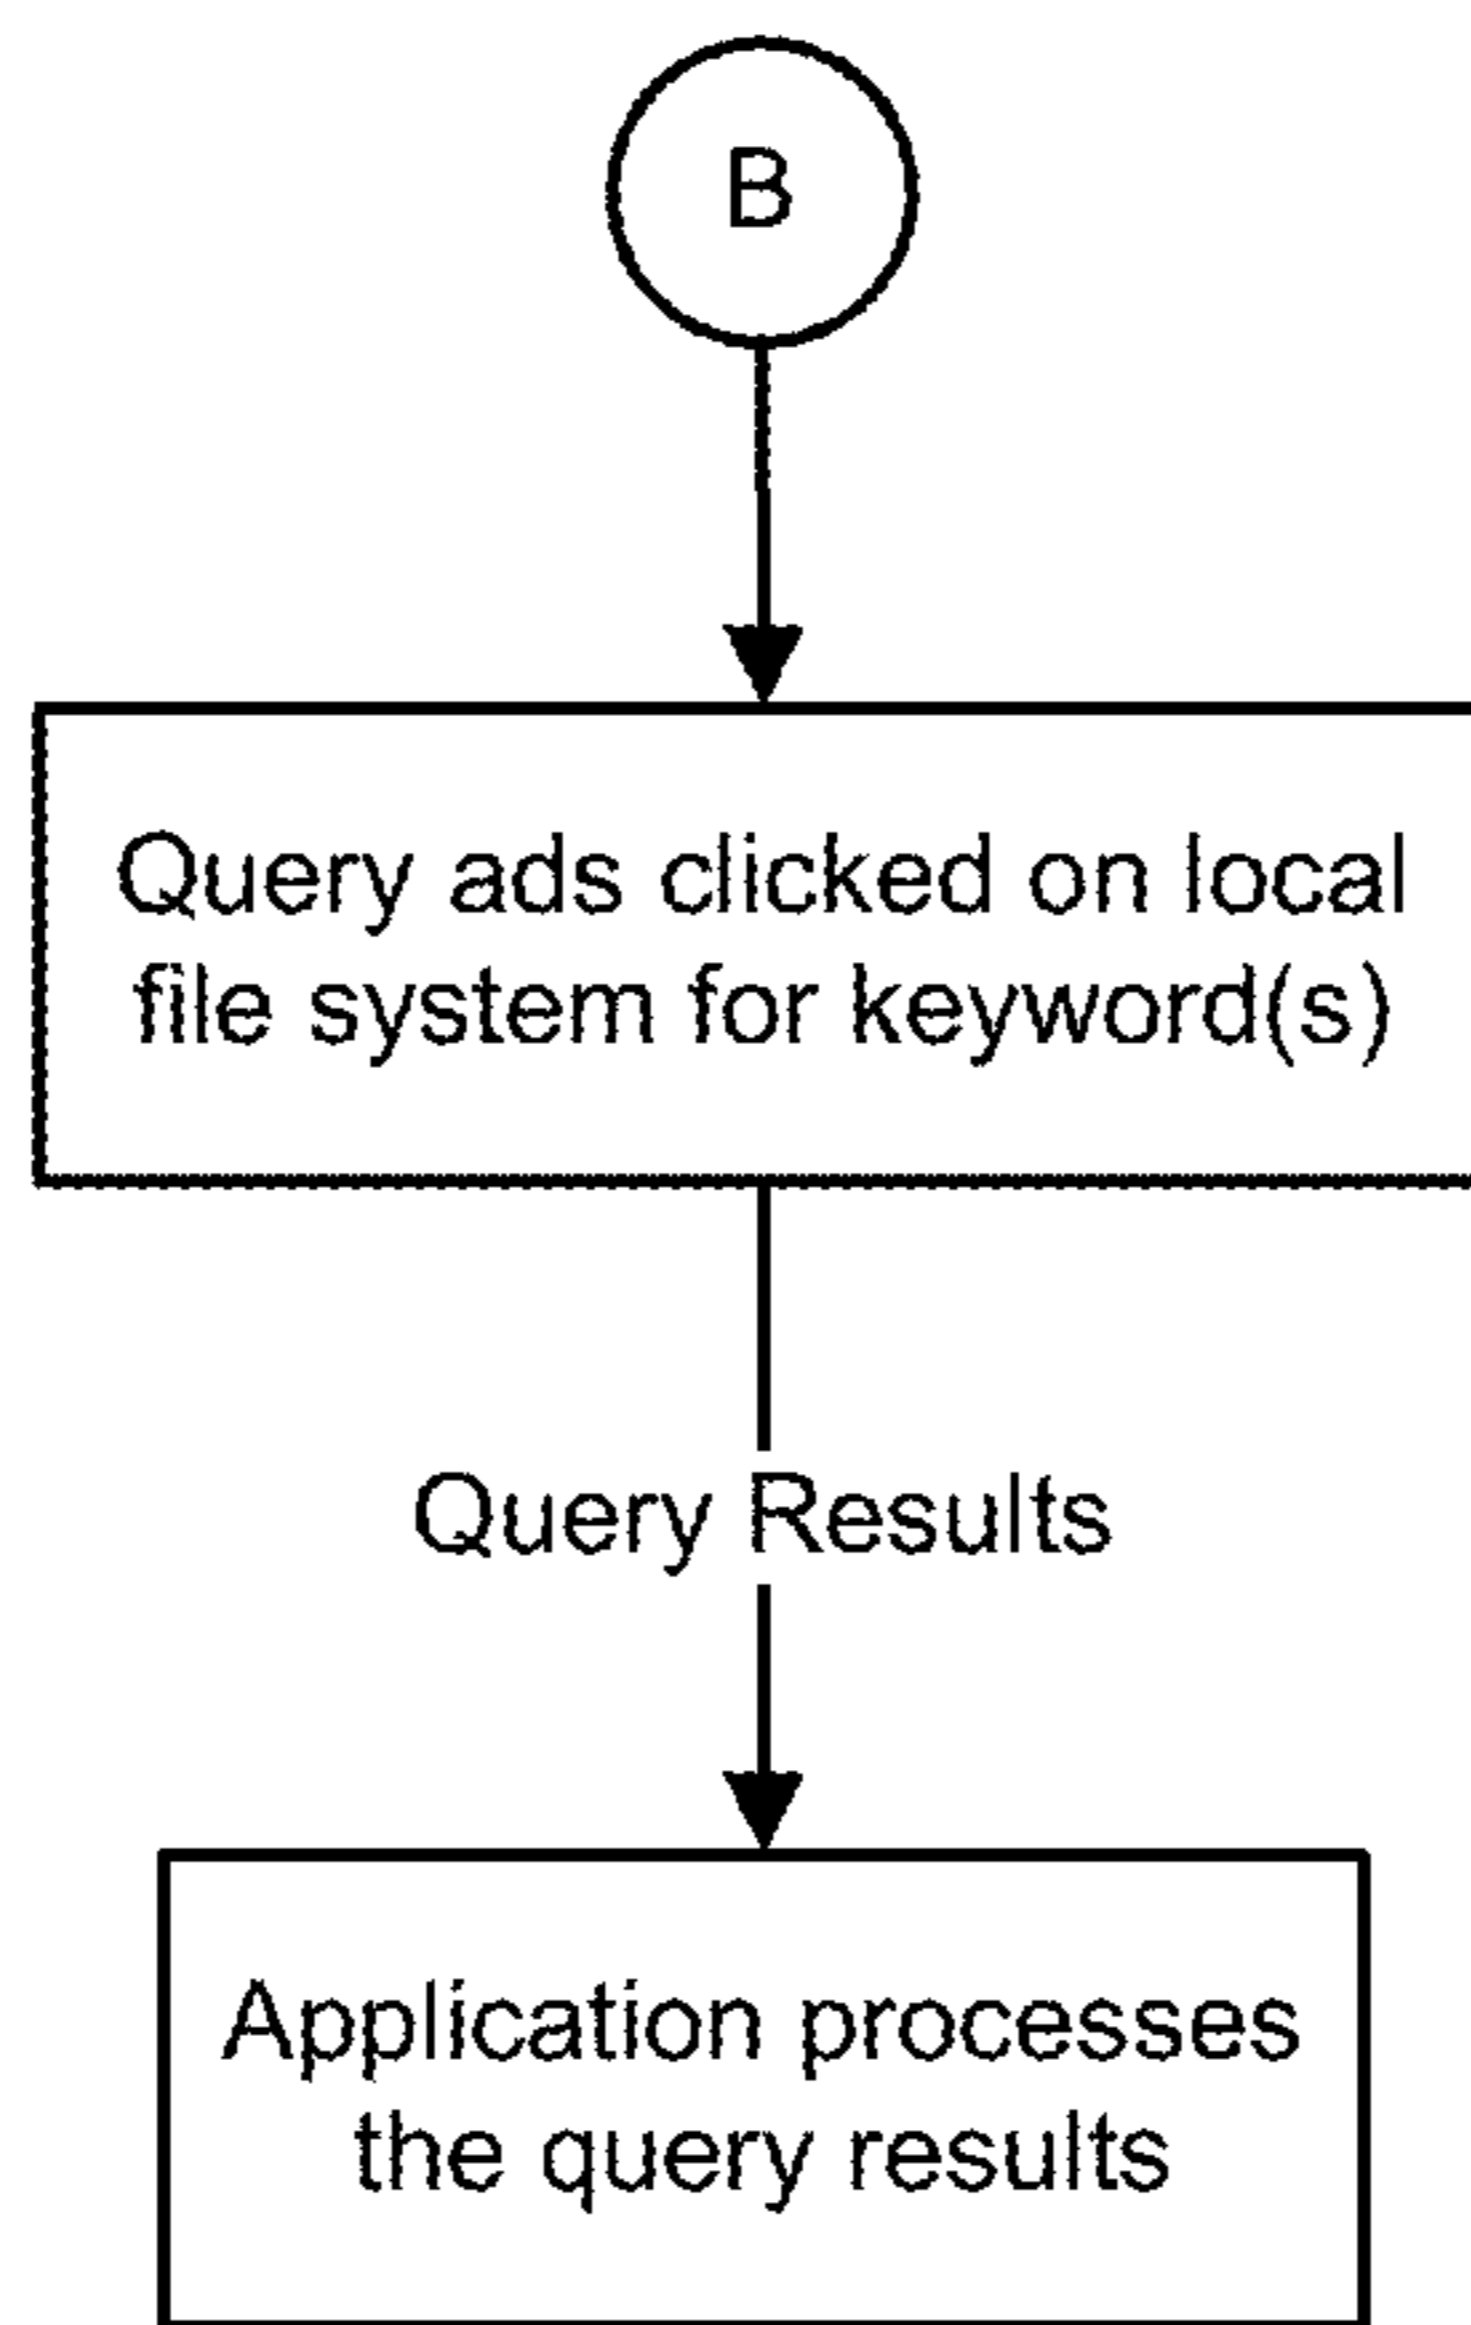 B
Query ads clicked on local
file system for keyword(s)
Query Results
Application processes
the query results